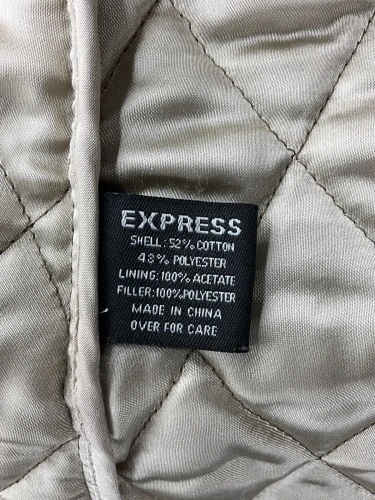 EXPRESS
SHELL: 52% COTTON
48% POLYESTER
LINING: 100% ACETATE
FILLER: 100% POLYESTER
MADE IN CHINA
OVER FOR CARE